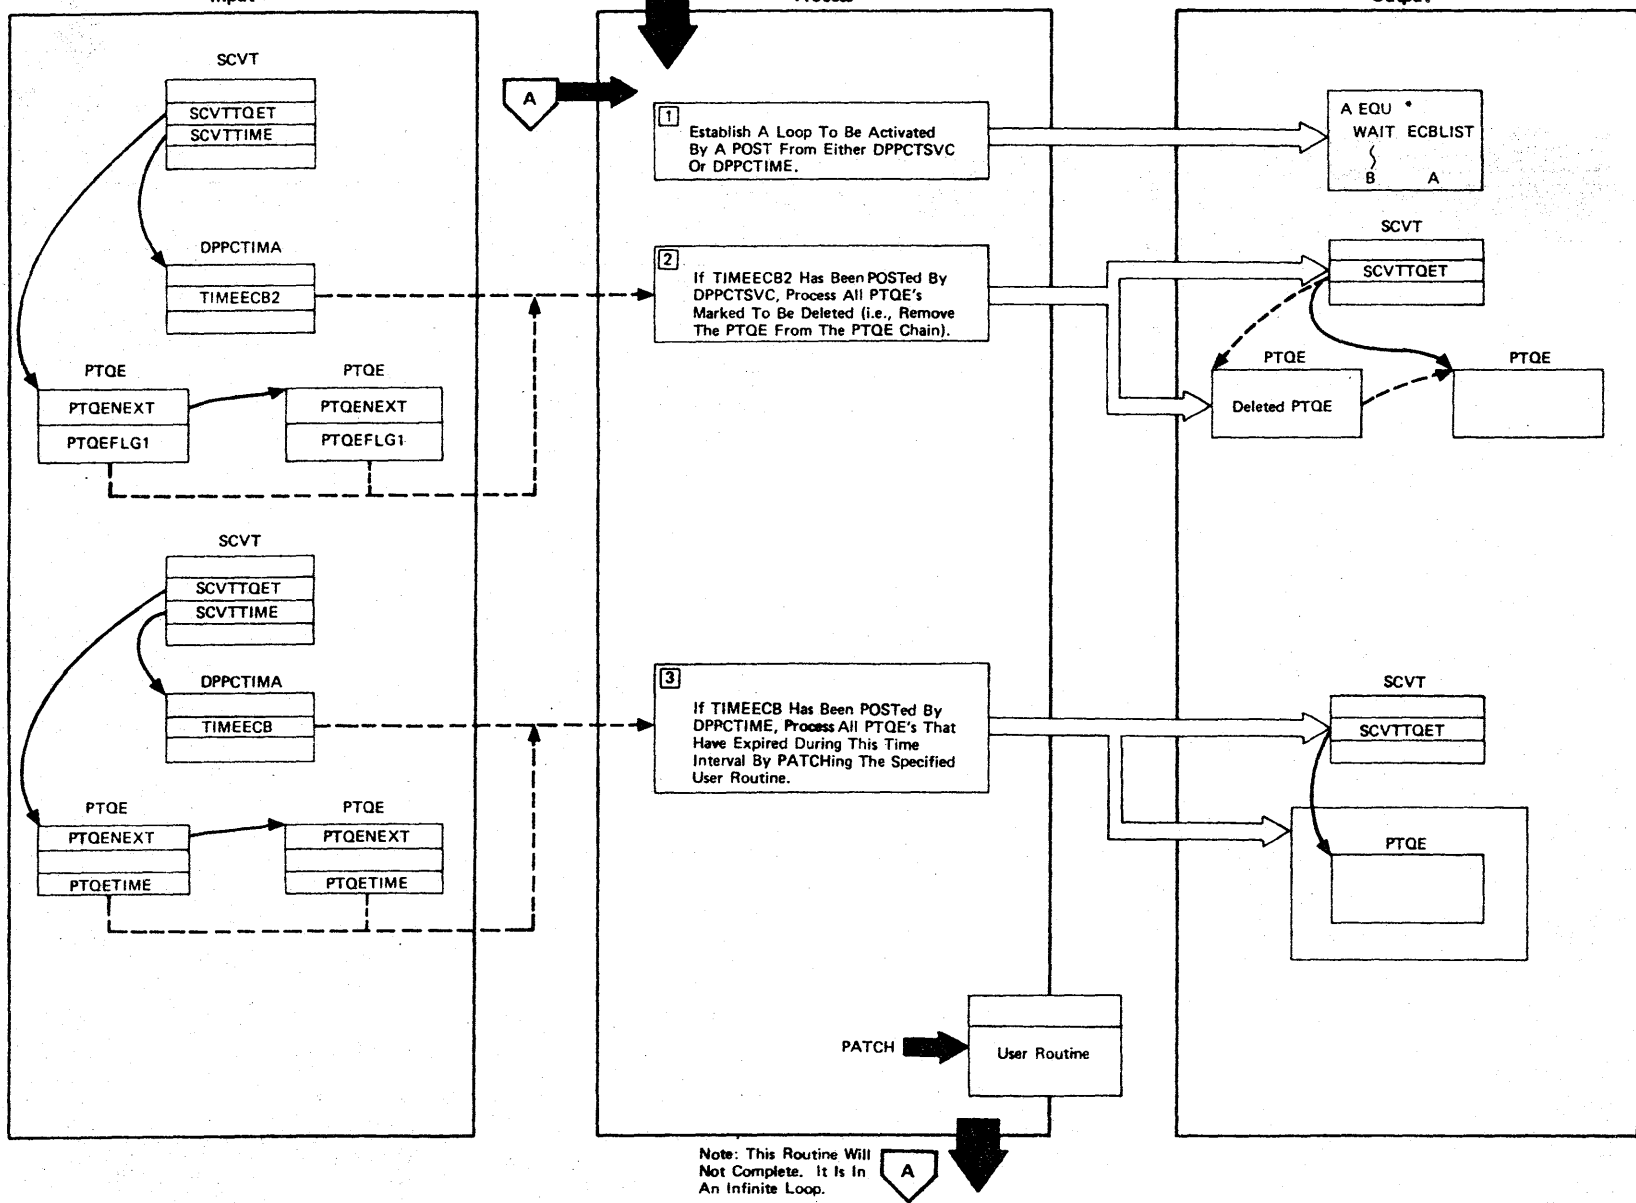 Input
Process
Output
SCVT
SCVTTQET
SCVTTIME
DPPCTIMA
TIMEECB2
PTQE
PTQENEXT
PTQEFLG1
PTQE
PTQENEXT
PTQEFLG1
SCVT
SCVTTQET
SCVTTIME
DPPCTIMA
TIMEECB
PTQE
PTQENEXT
PTQETIME
PTQE
PTQENEXT
PTQETIME
A
1
Establish A Loop To Be Activated
By A POST From Either DPPCTSVC
Or DPPCTIME.
2
If TIMEECB2 Has Been POSTed By
DPPCTSVC, Process All PTQE's
Marked To Be Deleted (i.e., Remove
The PTQE From The PTQE Chain).
3
If TIMEECB Has Been POSTed By
DPPCTIME, Process All PTQE's That
Have Expired During This Time
Interval By PATCHing The Specified
User Routine.
PATCH
User Routine
Note: This Routine Will
Not Complete. It Is In
An Infinite Loop.
A
A EQU *
WAIT ECBLIST
B A
SCVT
SCVTTQET
PTQE
Deleted PTQE
PTQE
SCVT
SCVTTQET
PTQE